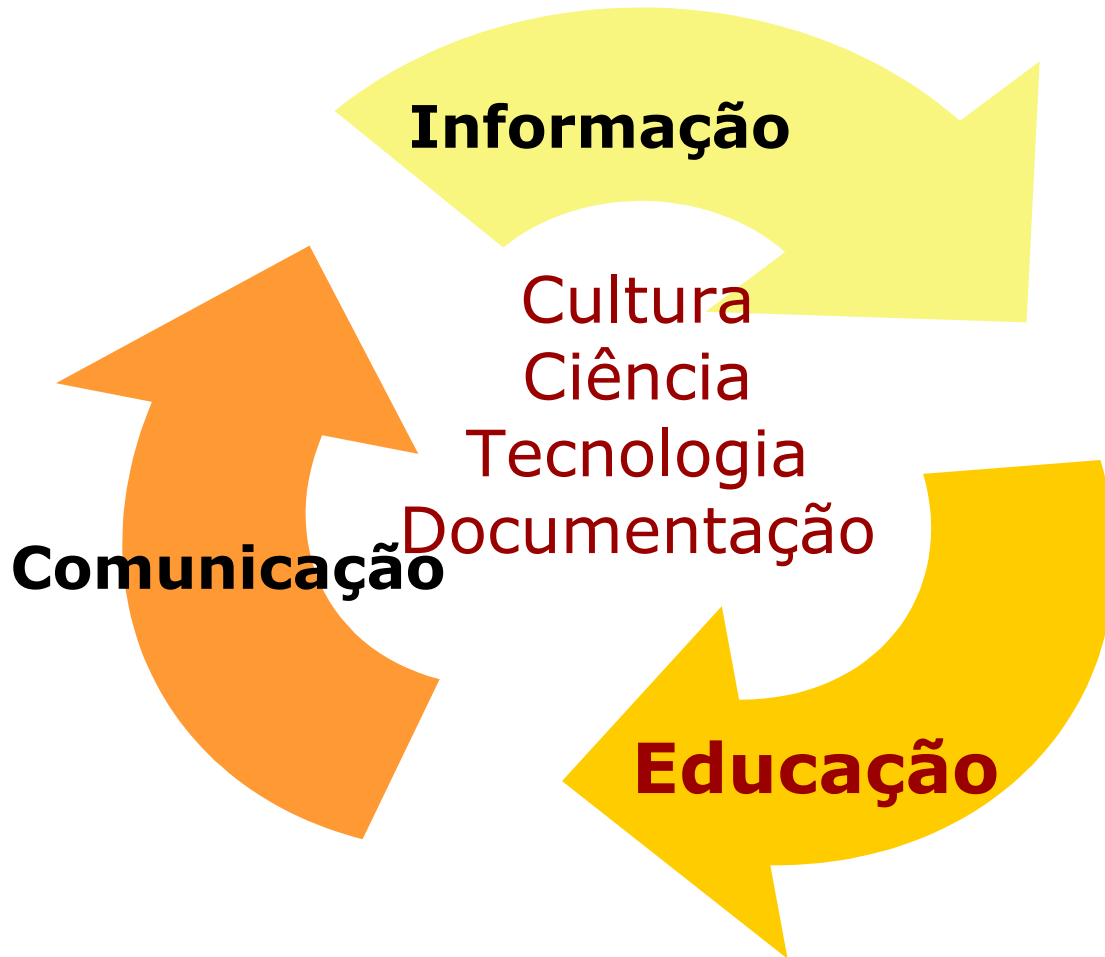 Informação
Cultura
Ciência
Tecnologia
Documentação
Comunicação
Educação